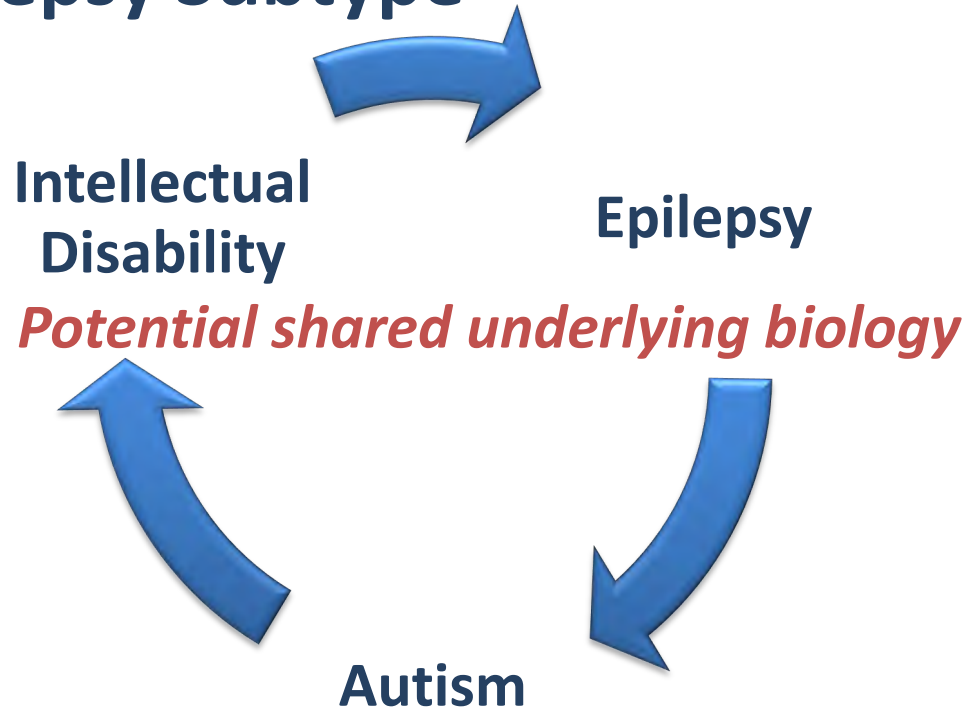 Intellectual
Disability
Epilepsy
Potential shared underlying biology
Autism